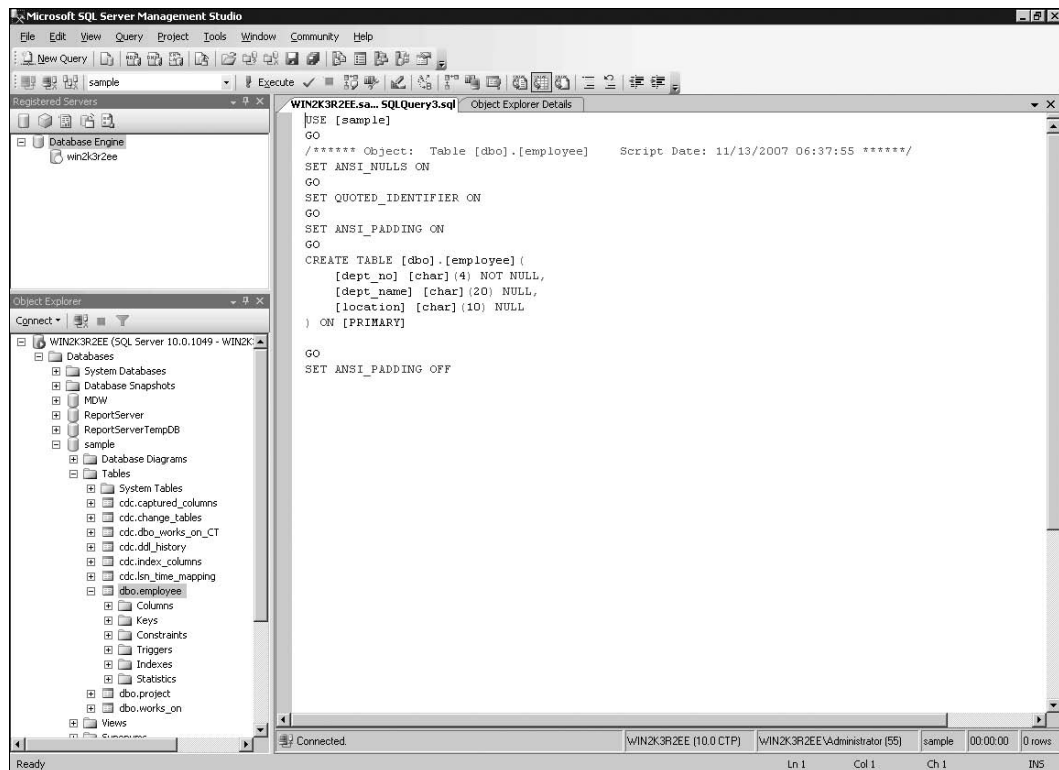 Microsoft SQL Server Management Studio
File Edit View Query Project Tools Window Community Help
New Query
sample Execute
Registered Servers
Database Engine
win2k3r2ee
Object Explorer
Connect
WIN2K3R2EE (SQL Server 10.0.1049 - WIN2K
Databases
System Databases
Database Snapshots
MDW
ReportServer
ReportServerTempDB
sample
Database Diagrams
Tables
System Tables
cdc.captured_columns
cdc.change_tables
cdc.dbo_works_on_CT
cdc.ddl_history
cdc.index_columns
cdc.lsn_time_mapping
dbo.employee
Columns
Keys
Constraints
Triggers
Indexes
Statistics
dbo.project
dbo.works_on
Views
WIN2K3R2EE.sa... SQLQuery3.sql Object Explorer Details
USE [sample]
GO
/****** Object: Table [dbo].[employee] Script Date: 11/13/2007 06:37:55 ******/
SET ANSI_NULLS ON
GO
SET QUOTED_IDENTIFIER ON
GO
SET ANSI_PADDING ON
GO
CREATE TABLE [dbo].[employee](
[dept_no] [char](4) NOT NULL,
[dept_name] [char](20) NULL,
[location] [char](10) NULL
) ON [PRIMARY]
GO
SET ANSI_PADDING OFF
Connected. WIN2K3R2EE (10.0 CTP) WIN2K3R2EE\Administrator (55) sample 00:00:00 0 rows
Ready Ln 1 Col 1 Ch 1 INS